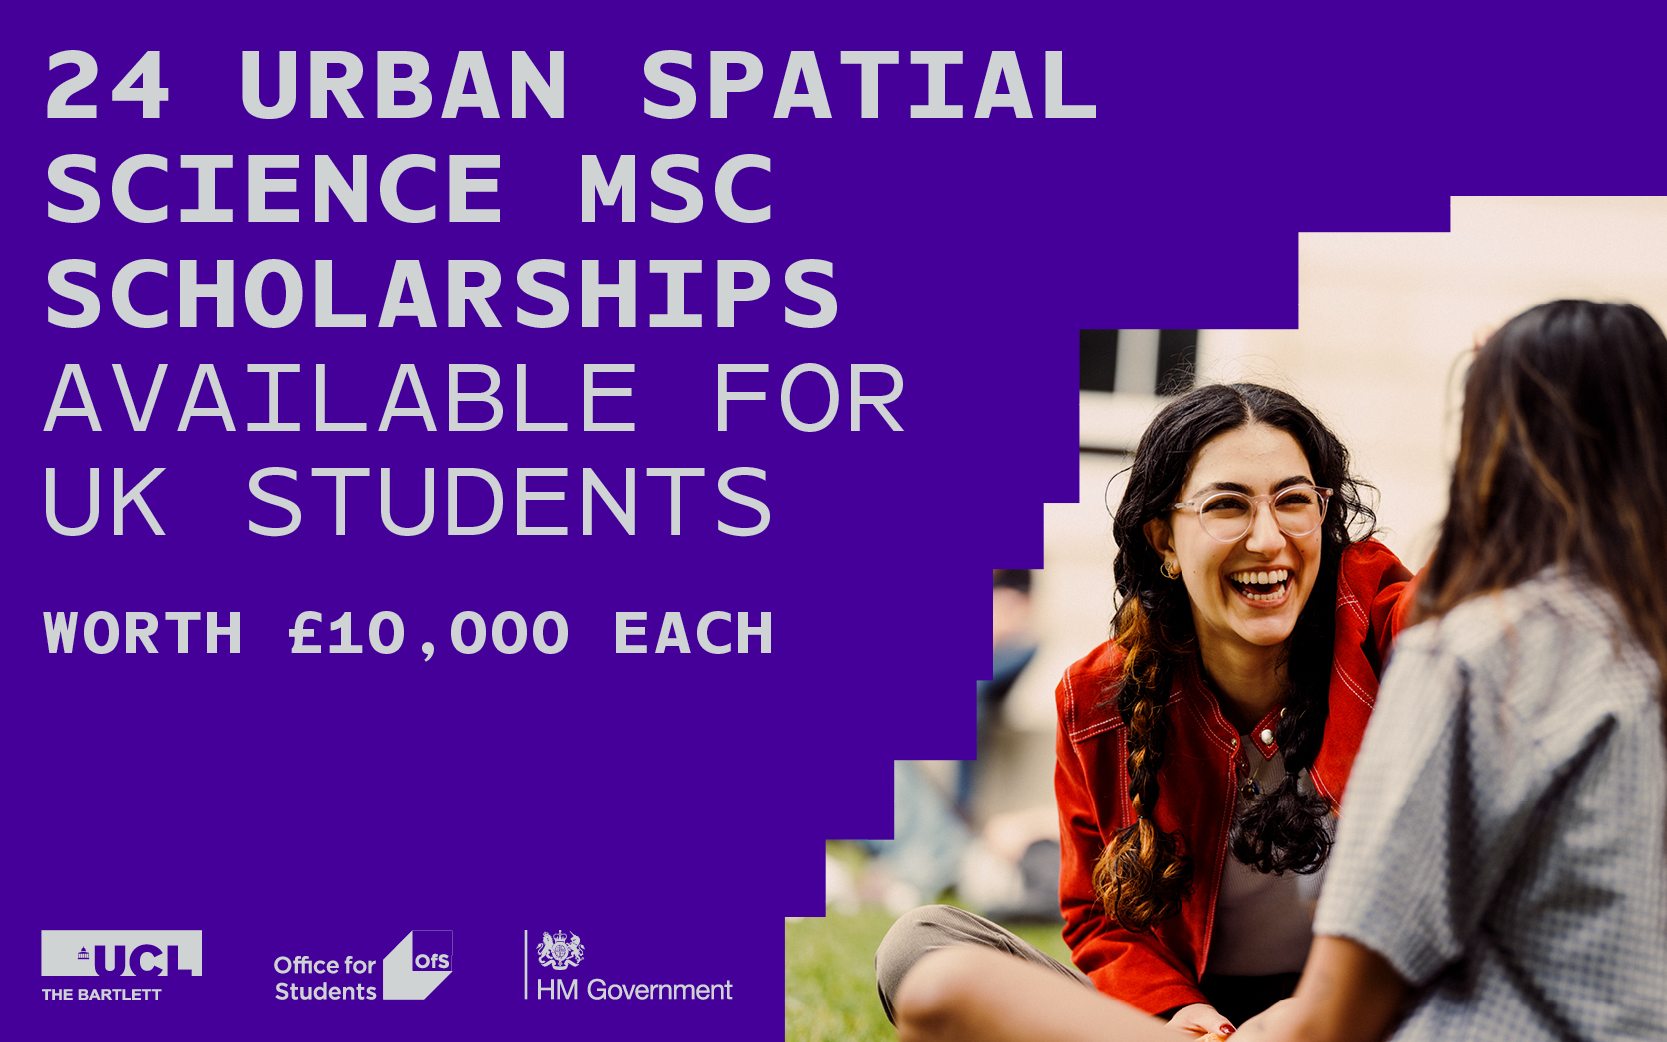 24 URBAN SPATIAL
SCIENCE MSC
SCHOLARSHIPS
AVAILABLE FOR
UK STUDENTS
WORTH £10,000 EACH
UCL
THE BARTLETT
Office for
Students
OfS
HM Government